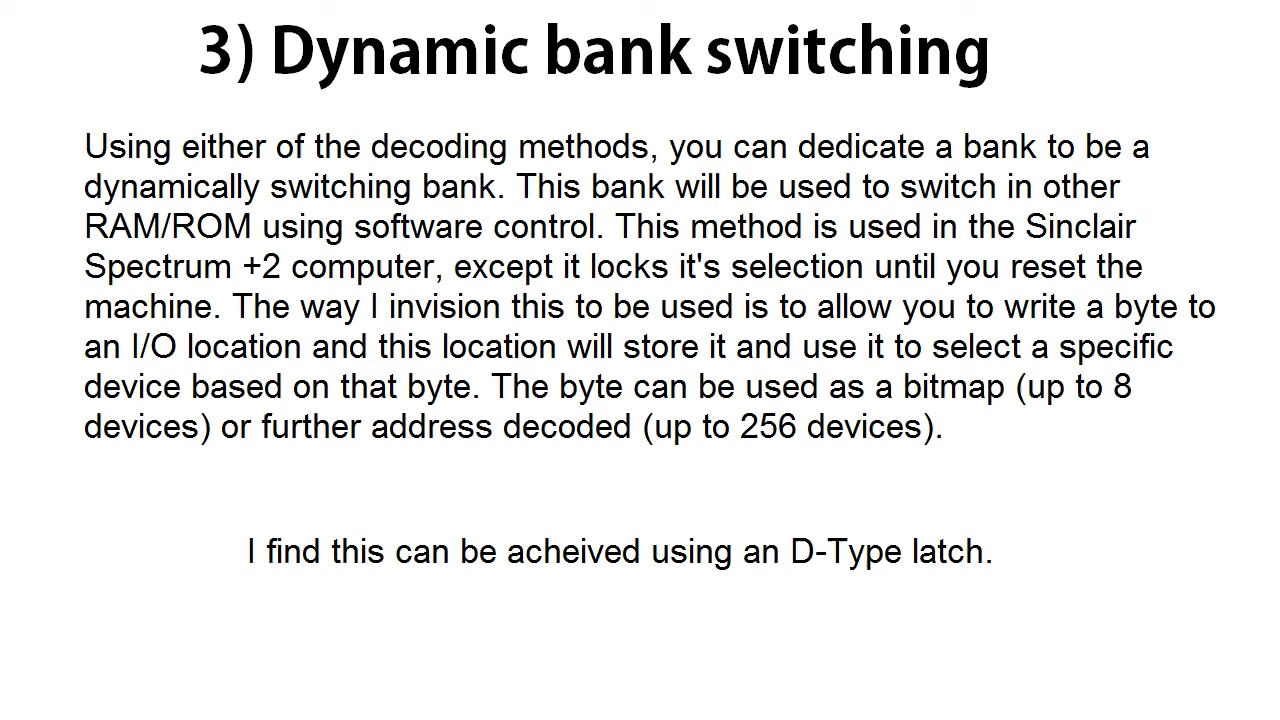 3) Dynamic bank switching
Using either of the decoding methods, you can dedicate a bank to be a
dynamically switching bank. This bank will be used to switch in other
RAM/ROM using software control. This method is used in the Sinclair
Spectrum +2 computer, except it locks it's selection until you reset the
machine. The way I invision this to be used is to allow you to write a byte to
an I/O location and this location will store it and use it to select a specific
device based on that byte. The byte can be used as a bitmap (up to 8
devices) or further address decoded (up to 256 devices).
I find this can be acheived using an D-Type latch.